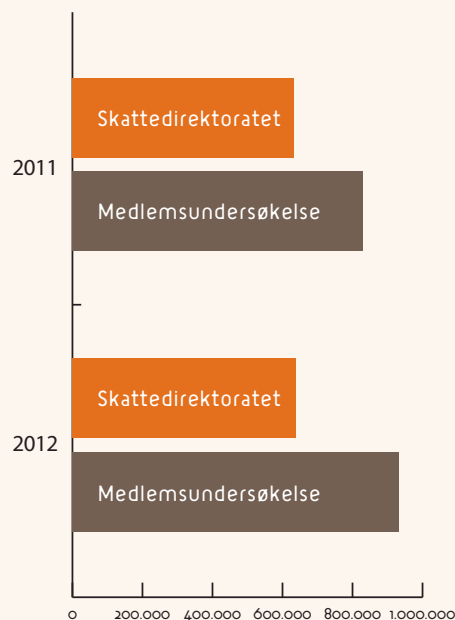 Skattedirektoratet
2011
Medlemsundersøkelse
Skattedirektoratet
2012
Medlemsundersøkelse
0 200.000 400.000 600.000 800.000 1.000.000